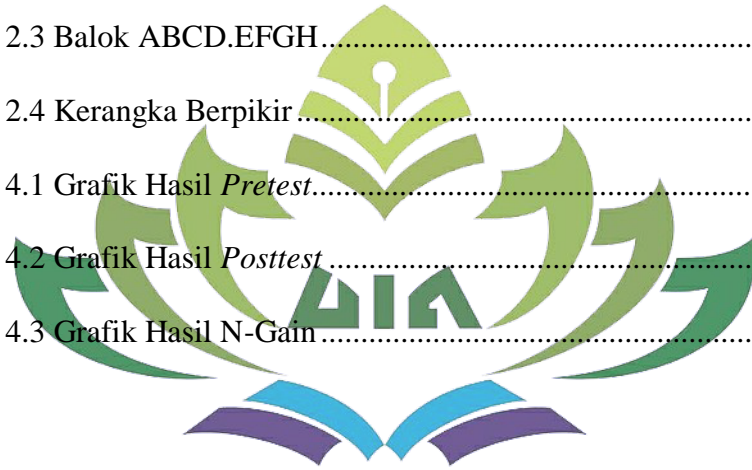 2.3 Balok ABCD.EFGH......................................................
2.4 Kerangka Berpikir ......................................................
4.1 Grafik Hasil Pretest......................................................
4.2 Grafik Hasil Posttest ......................................................
UIN
4.3 Grafik Hasil N-Gain ......................................................